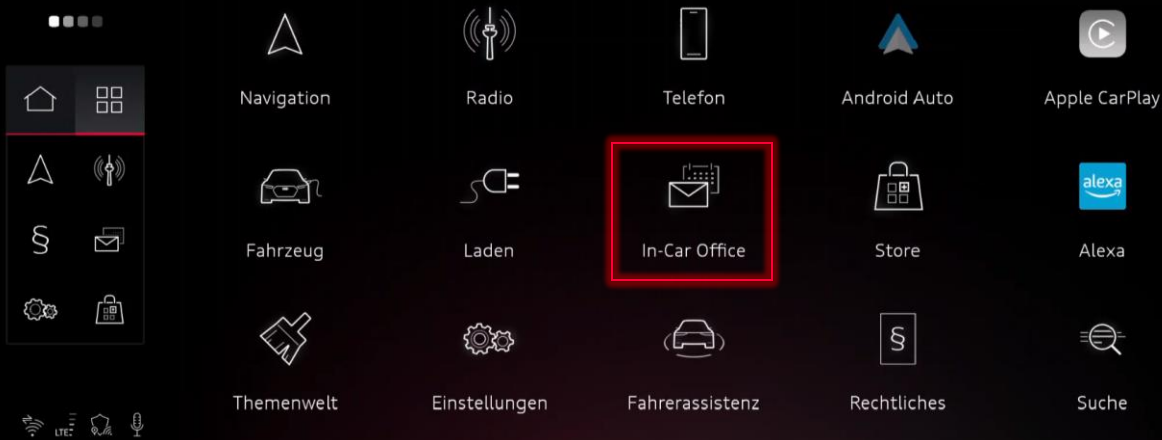 Navigation Radio Telefon Android Auto Apple CarPlay
alexa
Fahrzeug Laden In-Car Office Store Alexa
§
§
Themenwelt Einstellungen Fahrerassistenz Rechtliches Suche
LTE